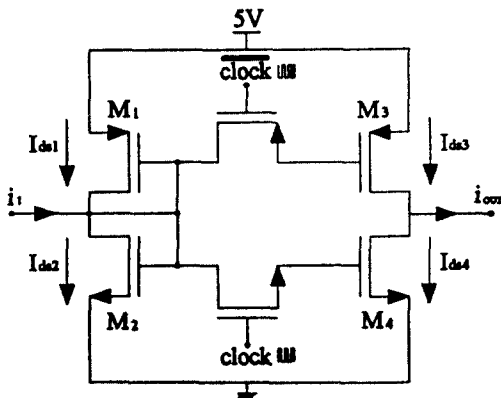 5V
clock
M1
M3
Ids1
Ids3
i1
iout
Ids2
Ids4
M2
M4
clock